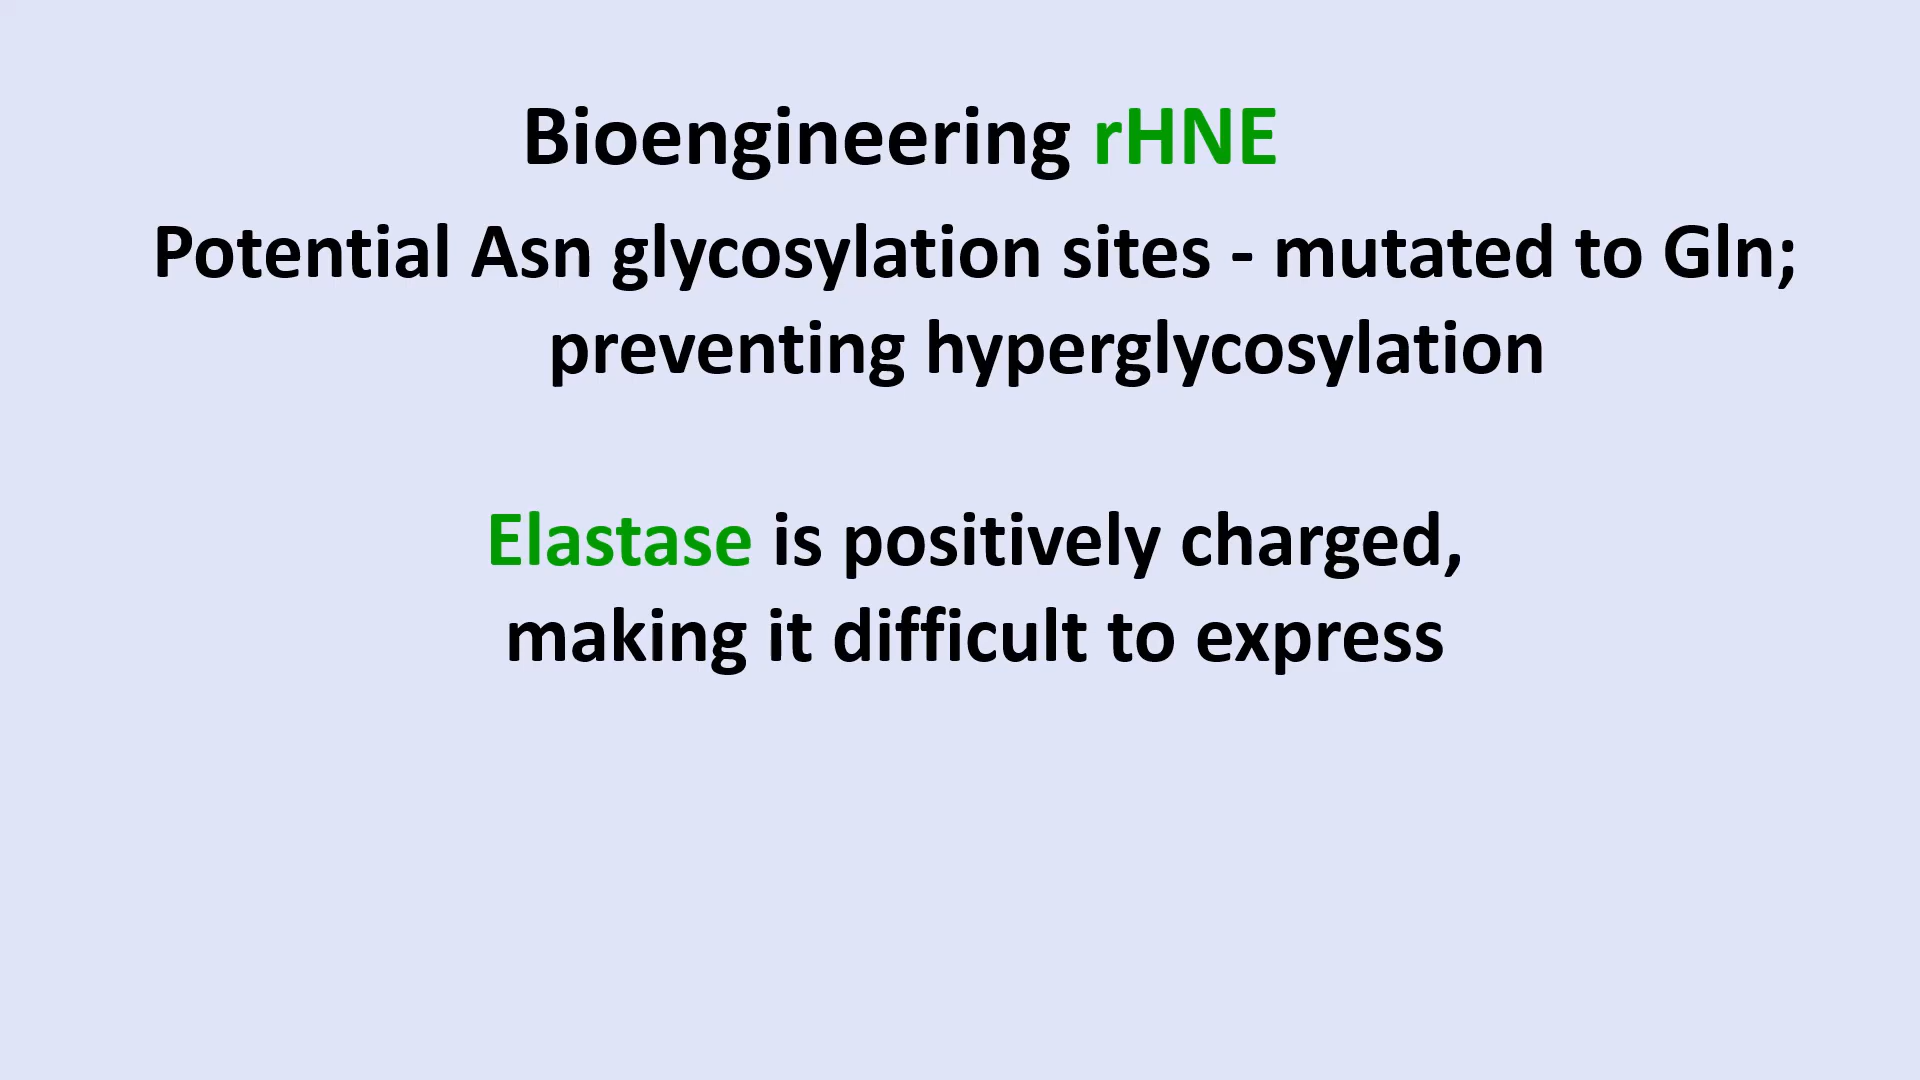 Bioengineering rHNE
Potential Asn glycosylation sites - mutated to Gln;
preventing hyperglycosylation
Elastase is positively charged,
making it difficult to express